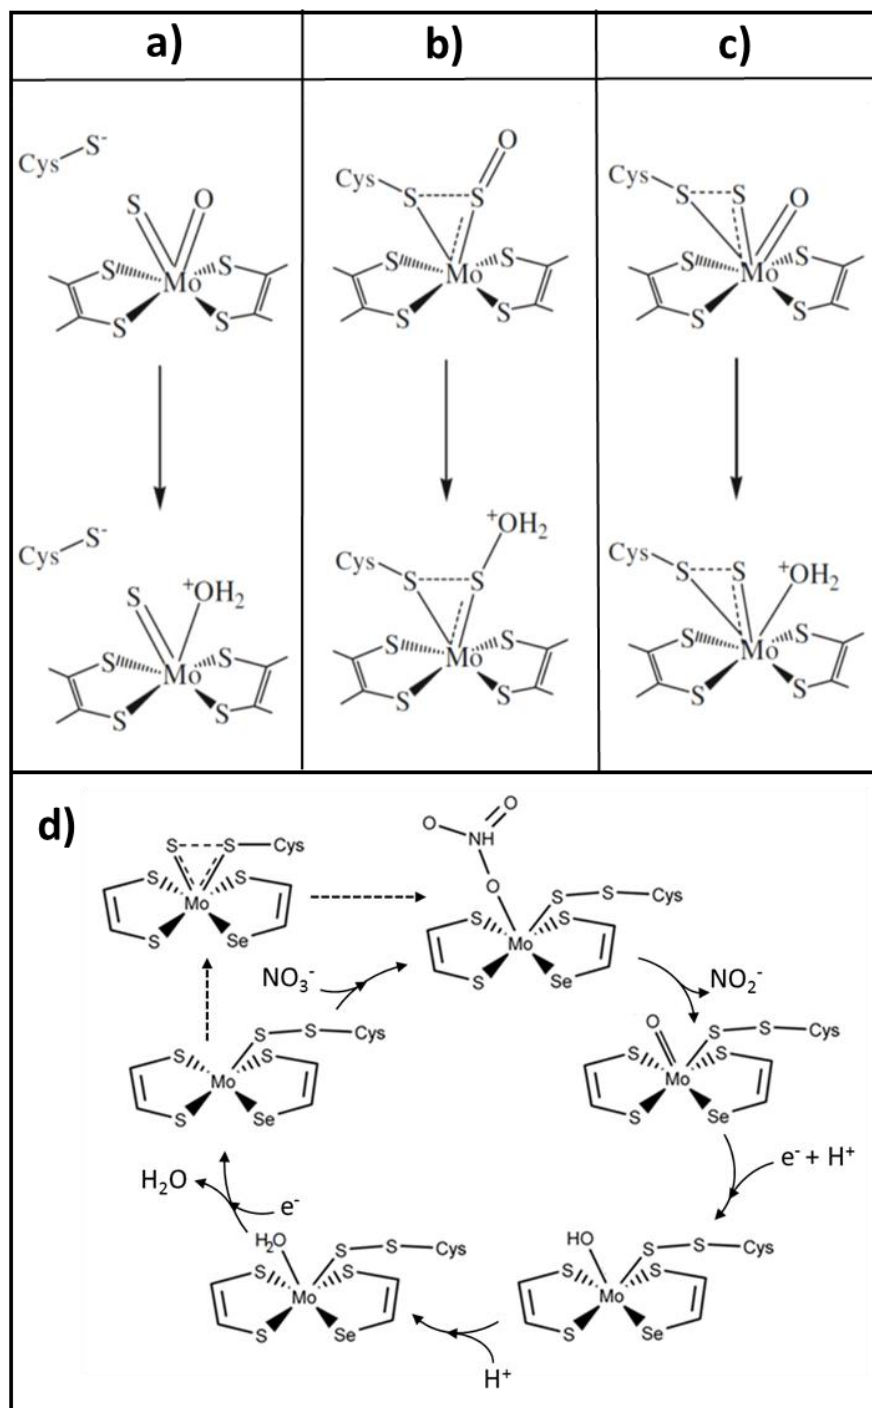 a) b) c)
Cys S⁻
S O
S S
Mo
S S
O
Cys S S
S S
Mo
S S
Cys S S O
S S
Mo
S S
Cys S⁻
S ⁺OH₂
S S
Mo
S S
⁺OH₂
Cys S S
S S
Mo
S S
Cys S S ⁺OH₂
S S
Mo
S S
d)
S S Cys
S S
Mo
S Se
O
O NH
O
S S Cys
S S
Mo
S Se
NO₃⁻
NO₂⁻
S S Cys
S S
Mo
S Se
O
S S Cys
S S
Mo
S Se
H₂O
e⁻
e⁻ + H⁺
H₂O
S S Cys
S S
Mo
S Se
HO
S S Cys
S S
Mo
S Se
H⁺